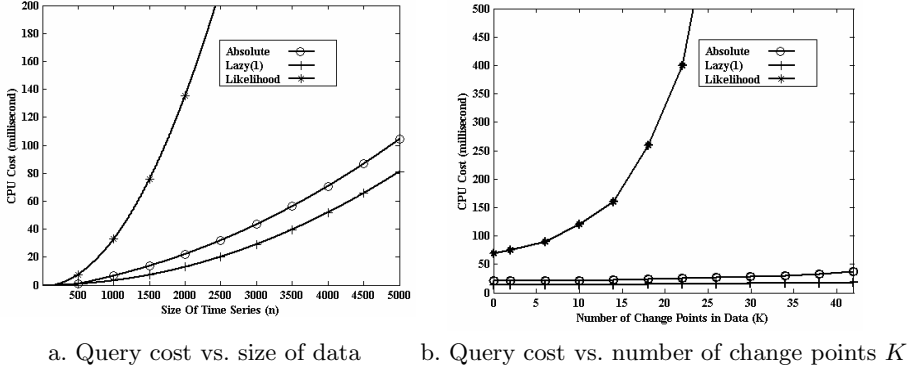 200
180
160
140
120
100
80
60
40
20
0
CPU Cost (millisecond)
Absolute
Lazy(1)
Likelihood
500 1000 1500 2000 2500 3000 3500 4000 4500 5000
Size Of Time Series (n)
a. Query cost vs. size of data
500
450
400
350
300
250
200
150
100
50
0
CPU Cost (millisecond)
Absolute
Lazy(1)
Likelihood
0 5 10 15 20 25 30 35 40
Number of Change Points in Data (K)
b. Query cost vs. number of change points K